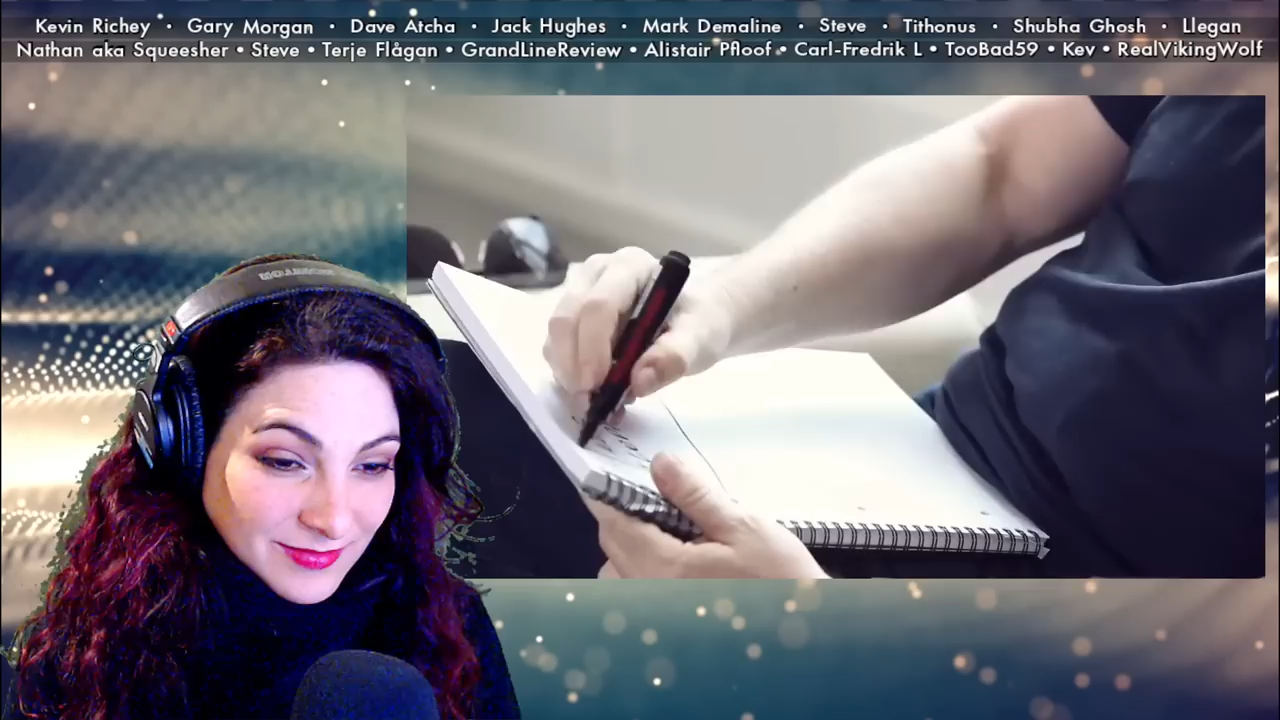 Kevin Richey • Gary Morgan • Dave Atcha • Jack Hughes • Mark Demaline • Steve • Tithonus • Shubha Ghosh • Llegan
Nathan aka Squeesher • Steve • Terje Flågan • GrandLineReview • Alistair Pfloof • Carl-Fredrik L • TooBad59 • Kev • RealVikingWolf